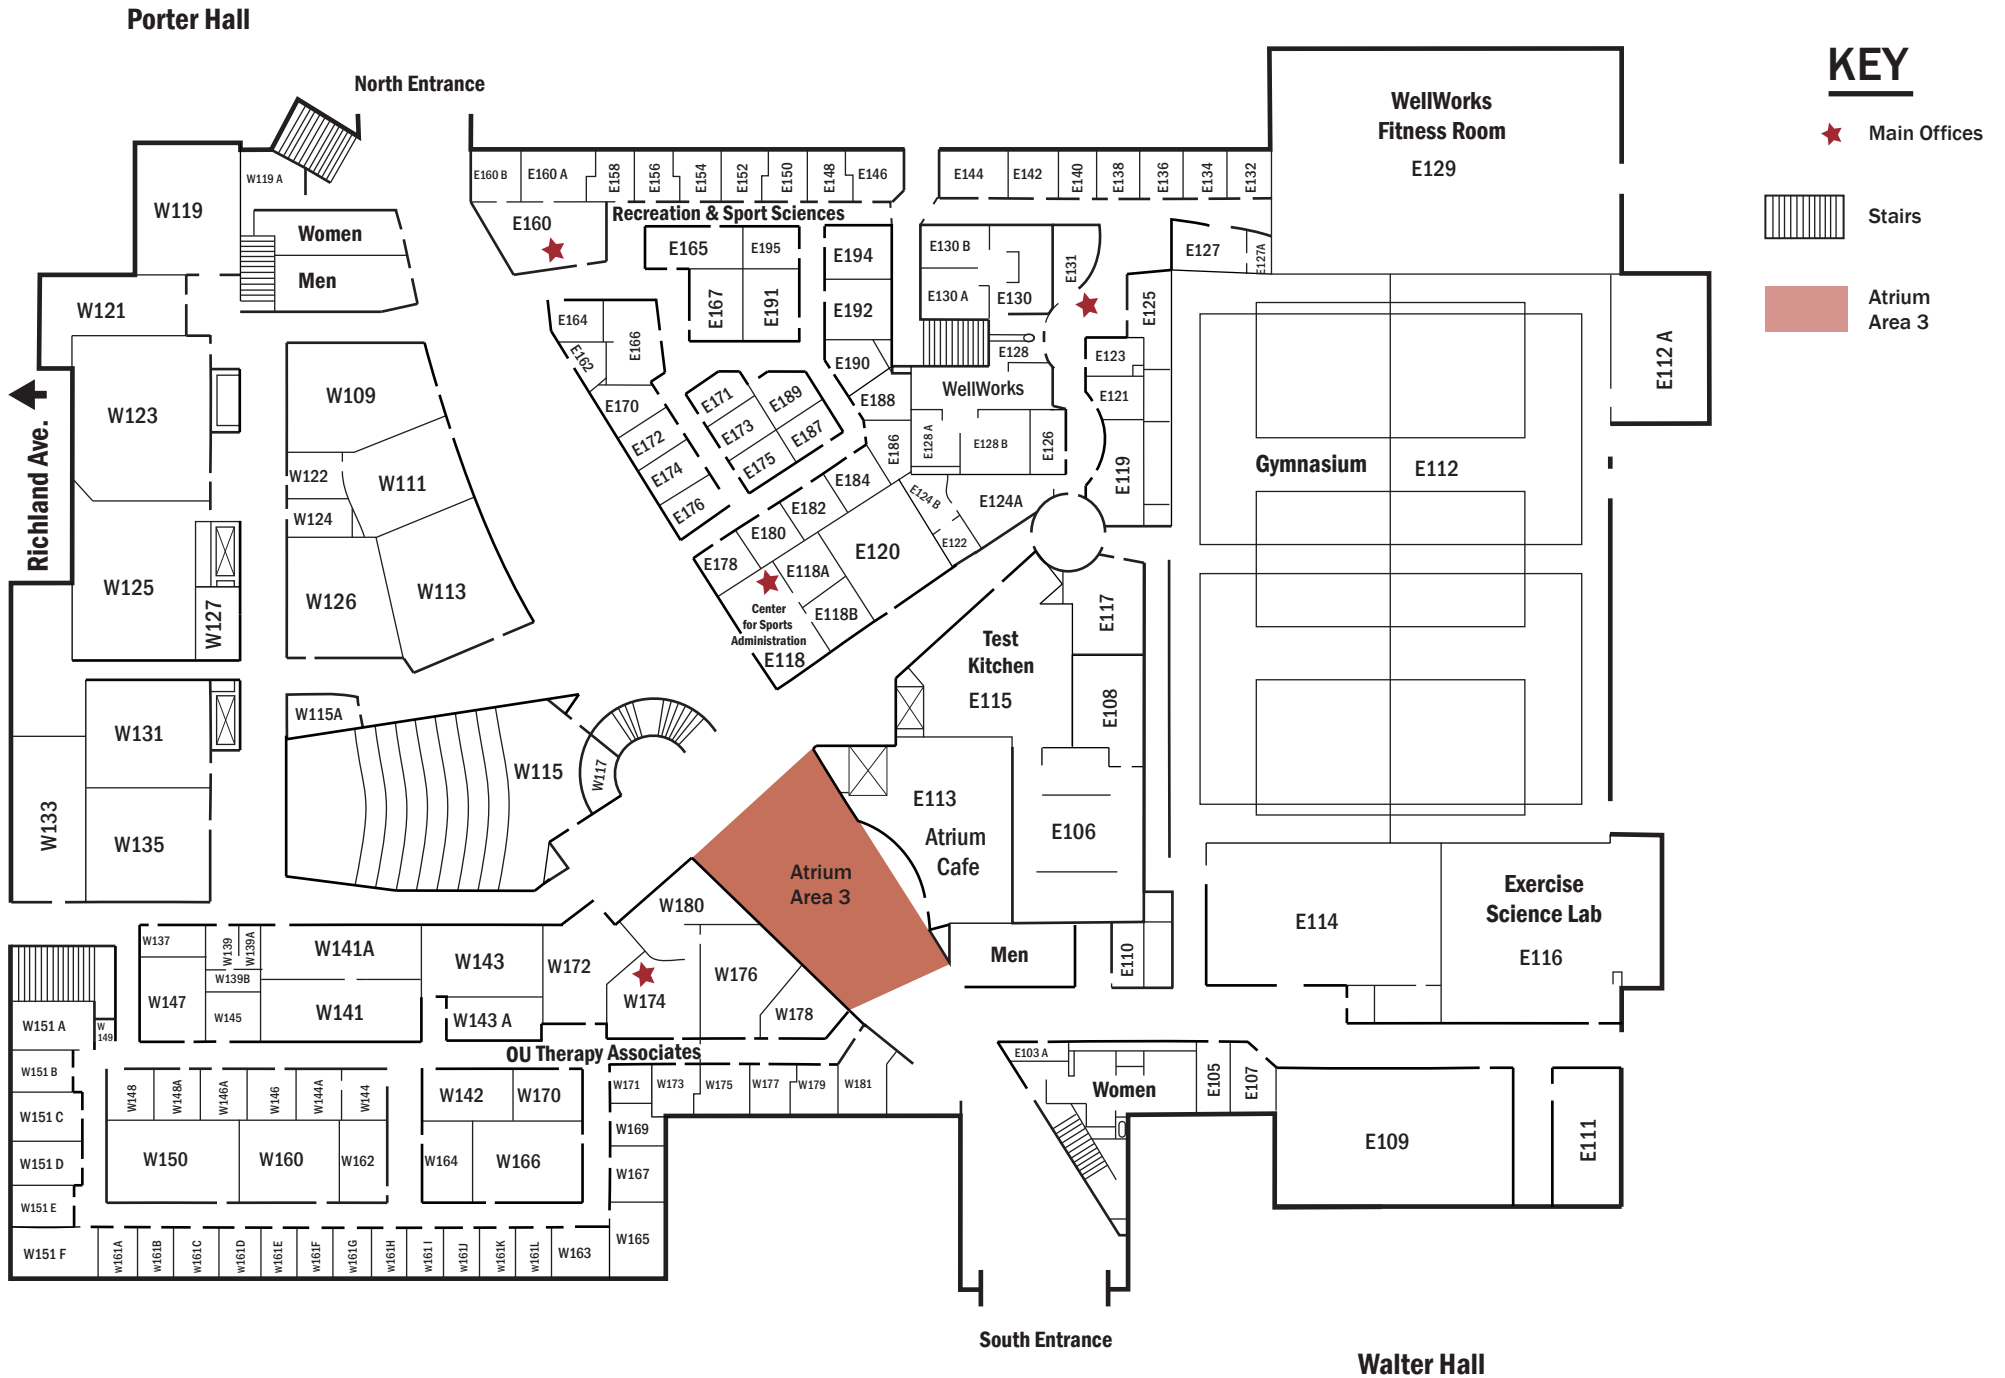 Porter Hall
North Entrance
KEY
Main Offices
Stairs
Atrium
Area 3
WellWorks
Fitness Room
E129
W119
W119 A
Women
Men
W121
W123
Richland Ave.
W125
W127
W131
W133
W135
W109
W122
W111
W124
W126
W113
W115A
W115
W117
E160 B
E160 A
E158
E156
E154
E152
E150
E148
E146
E144
E142
E140
E138
E136
E134
E132
E160
Recreation & Sport Sciences
E165
E195
E167
E191
E194
E192
E190
E188
E186
E164
E166
E162
E170
E172
E174
E176
E171
E189
E173
E187
E175
E184
E182
E180
E178
E120
E118A
E118B
Center
for Sports
Administration
E118
E130 B
E130 A
E130
E131
E128
WellWorks
E128 A
E128 B
E126
E124 B
E124A
E122
E127
E127A
E125
E123
E121
E119
Gymnasium
E112
E112 A
Test
Kitchen
E115
E117
E108
E113
Atrium
Cafe
E106
Atrium
Area 3
Men
E110
E114
Exercise
Science Lab
E116
W180
W176
W174
W178
W172
W137
W139
W139A
W139B
W147
W145
W141A
W141
W143
W143 A
OU Therapy Associates
W151 A
W
149
W151 B
W151 C
W151 D
W151 E
W151 F
W148
W148A
W146A
W146
W144A
W144
W150
W160
W162
W142
W170
W164
W166
W171
W173
W175
W177
W179
W181
W169
W167
W165
W161A
W161B
W161C
W161D
W161E
W161F
W161G
W161H
W161 I
W161J
W161K
W161L
W163
E103 A
Women
E105
E107
E109
E111
South Entrance
Walter Hall